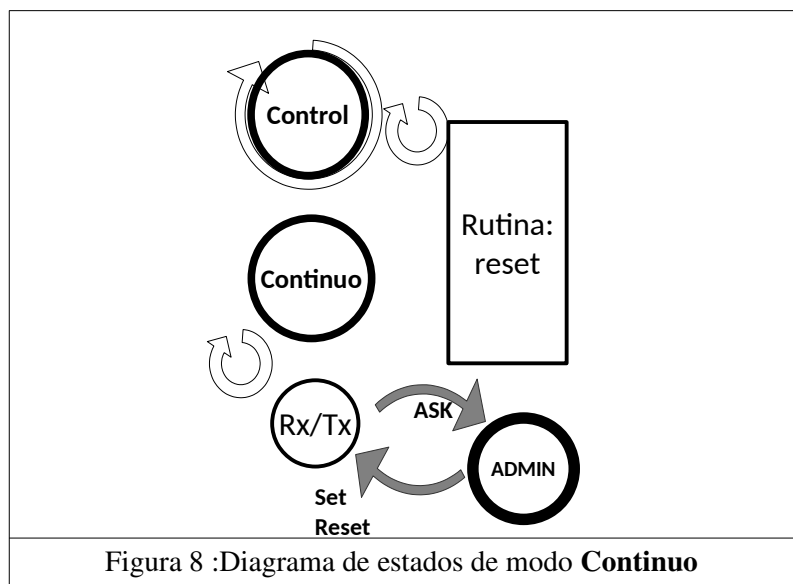 Control
Rutina:
reset
Continuo
Rx/Tx
ASK
ADMIN
Set
Reset
Figura 8 :Diagrama de estados de modo Continuo